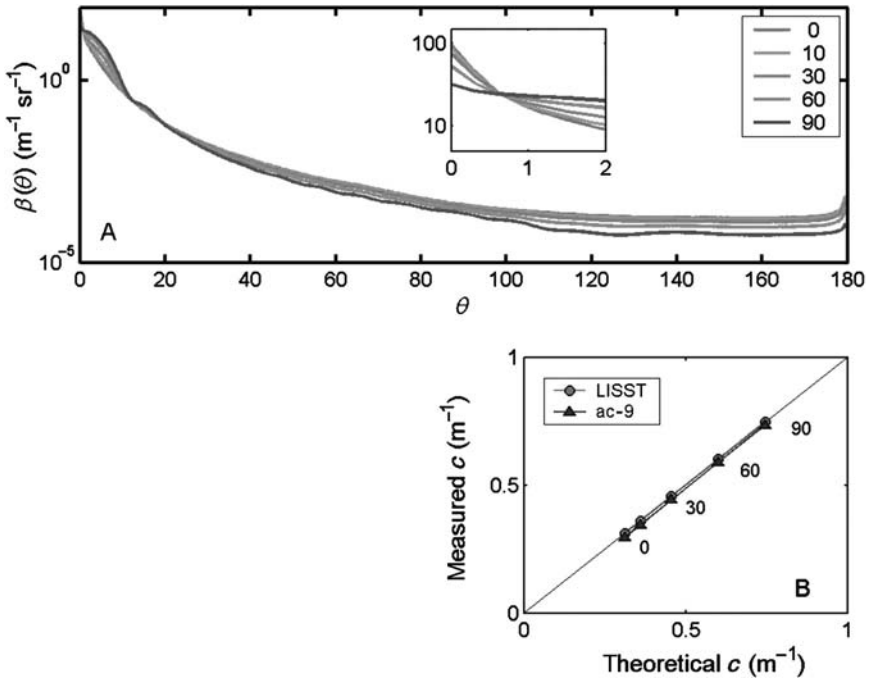 β(θ) (m⁻¹ sr⁻¹)
10⁰
10⁻⁵
A
100
10
0 1 2
0
10
30
60
90
0 20 40 60 80 100 120 140 160 180
θ
Measured c (m⁻¹)
1
0.5
0
LISST
ac-9
90
60
30
0
B
0 0.5 1
Theoretical c (m⁻¹)